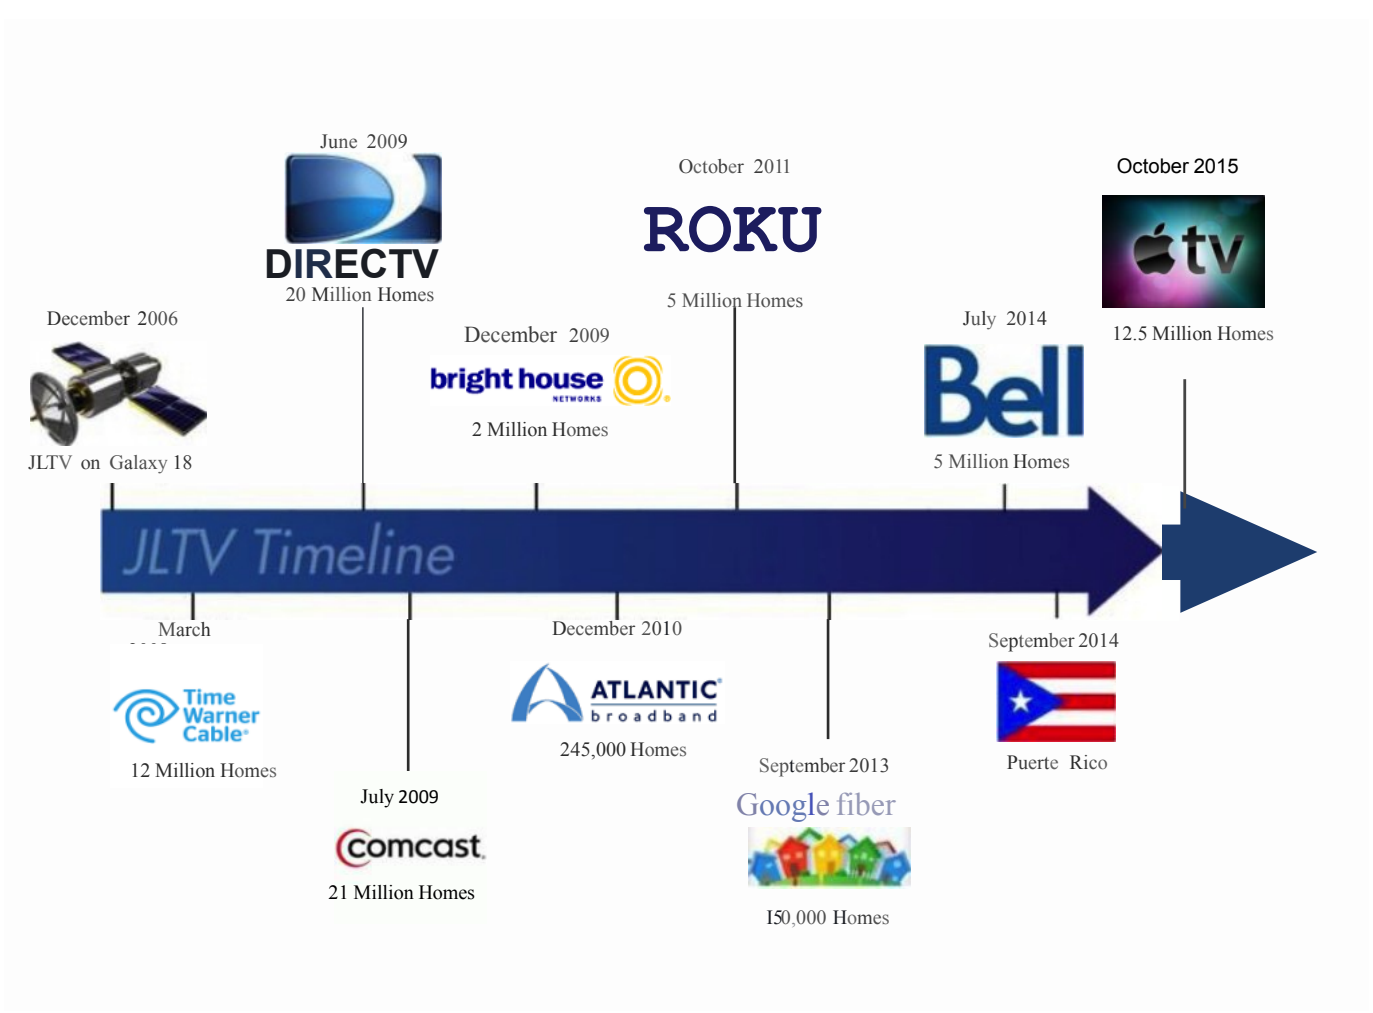 June 2009
DIRECTV
20 Million Homes
October 2011
ROKU
5 Million Homes
October 2015
tv
12.5 Million Homes
December 2006
JLTV on Galaxy 18
December 2009
bright house
NETWORKS
2 Million Homes
July 2014
Bell
5 Million Homes
JLTV Timeline
March
Time
Warner
Cable
12 Million Homes
July 2009
comcast.
21 Million Homes
December 2010
ATLANTIC
broadband
245,000 Homes
September 2013
Google fiber
I50,000 Homes
September 2014
Puerte Rico